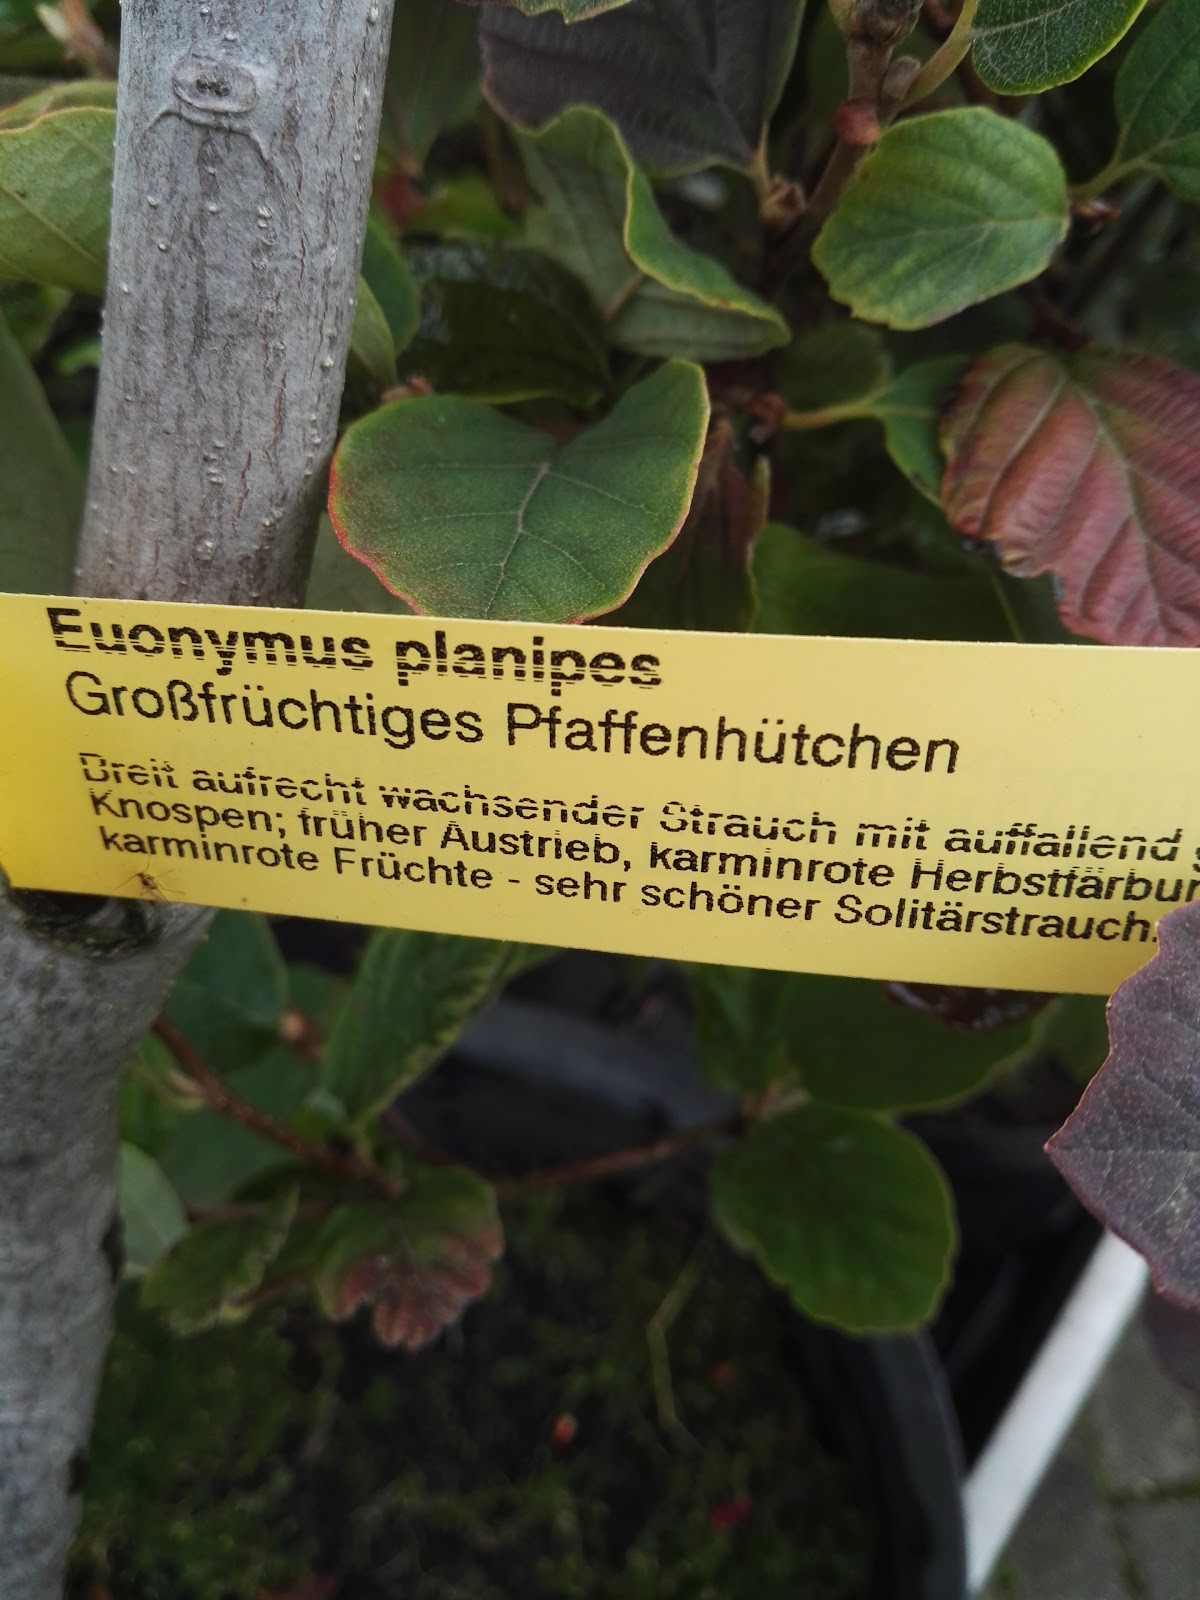 Euonymus planipes
Großfrüchtiges Pfaffenhütchen
Breit aufrecht wachsender Strauch mit auffallend
Knospen; früher Austrieb, karminrote
karminrote Früchte - sehr schöner Solitärstrauch.